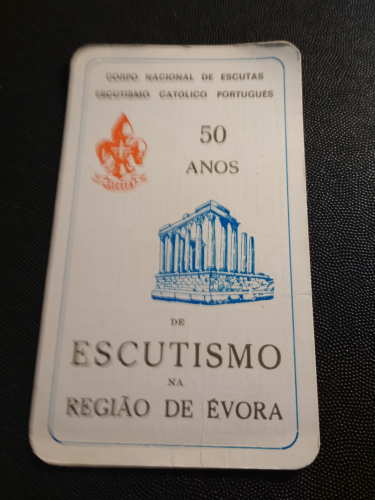 CORPO NACIONAL DE ESCUTAS
ESCUTISMO CATÓLICO PORTUGUÊS
50
ANOS
DE
ESCUTISMO
NA
REGIÃO DE ÉVORA